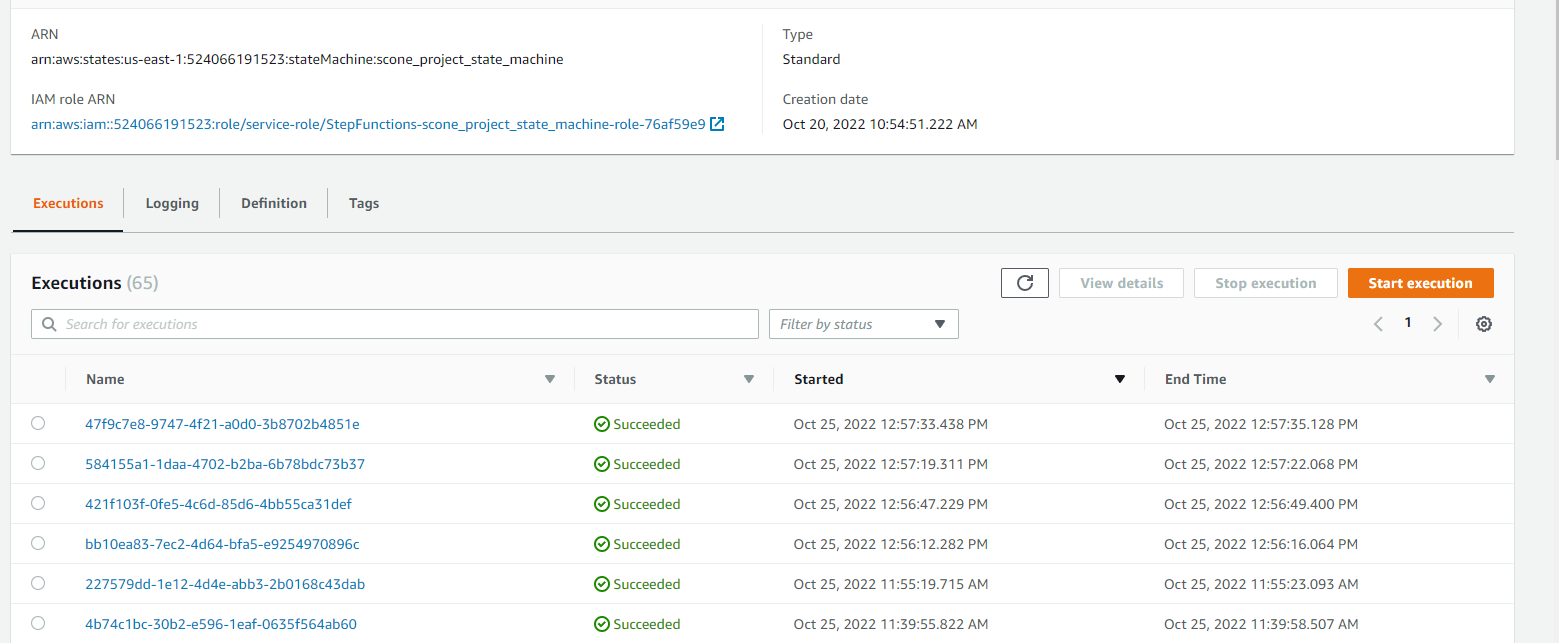 ARN
arn:aws:states:us-east-1:524066191523:stateMachine:scone_project_state_machine
IAM role ARN
arn:aws:iam::524066191523:role/service-role/StepFunctions-scone_project_state_machine-role-76af59e9
Type
Standard
Creation date
Oct 20, 2022 10:54:51.222 AM
Executions Logging Definition Tags
Executions (65) View details Stop execution Start execution
Search for executions Filter by status 1
Name Status Started End Time
47f9c7e8-9747-4f21-a0d0-3b8702b4851e Succeeded Oct 25, 2022 12:57:33.438 PM Oct 25, 2022 12:57:35.128 PM
584155a1-1daa-4702-b2ba-6b78bdc73b37 Succeeded Oct 25, 2022 12:57:19.311 PM Oct 25, 2022 12:57:22.068 PM
421f103f-0fe5-4c6d-85d6-4bb55ca31def Succeeded Oct 25, 2022 12:56:47.229 PM Oct 25, 2022 12:56:49.400 PM
bb10ea83-7ec2-4d64-bfa5-e9254970896c Succeeded Oct 25, 2022 12:56:12.282 PM Oct 25, 2022 12:56:16.064 PM
227579dd-1e12-4d4e-abb3-2b0168c43dab Succeeded Oct 25, 2022 11:55:19.715 AM Oct 25, 2022 11:55:23.093 AM
4b74c1bc-30b2-e596-1eaf-0635f564ab60 Succeeded Oct 25, 2022 11:39:55.822 AM Oct 25, 2022 11:39:58.507 AM